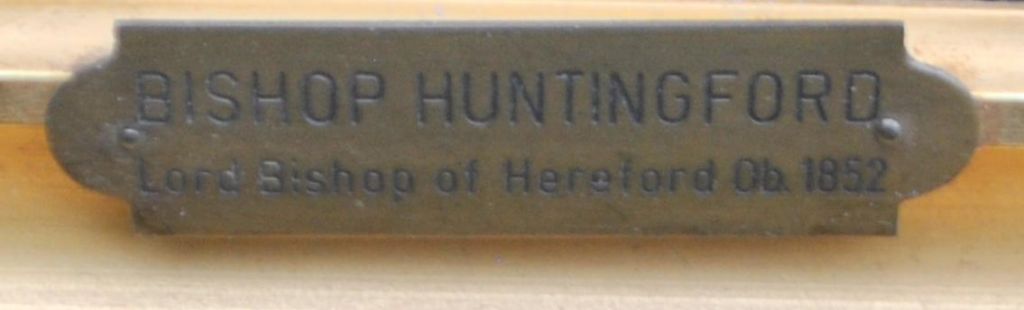 BISHOP HUNTINGFORD
Lord Bishop of Hereford Ob. 1852